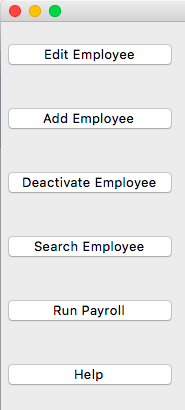 Edit Employee
Add Employee
Deactivate Employee
Search Employee
Run Payroll
Help